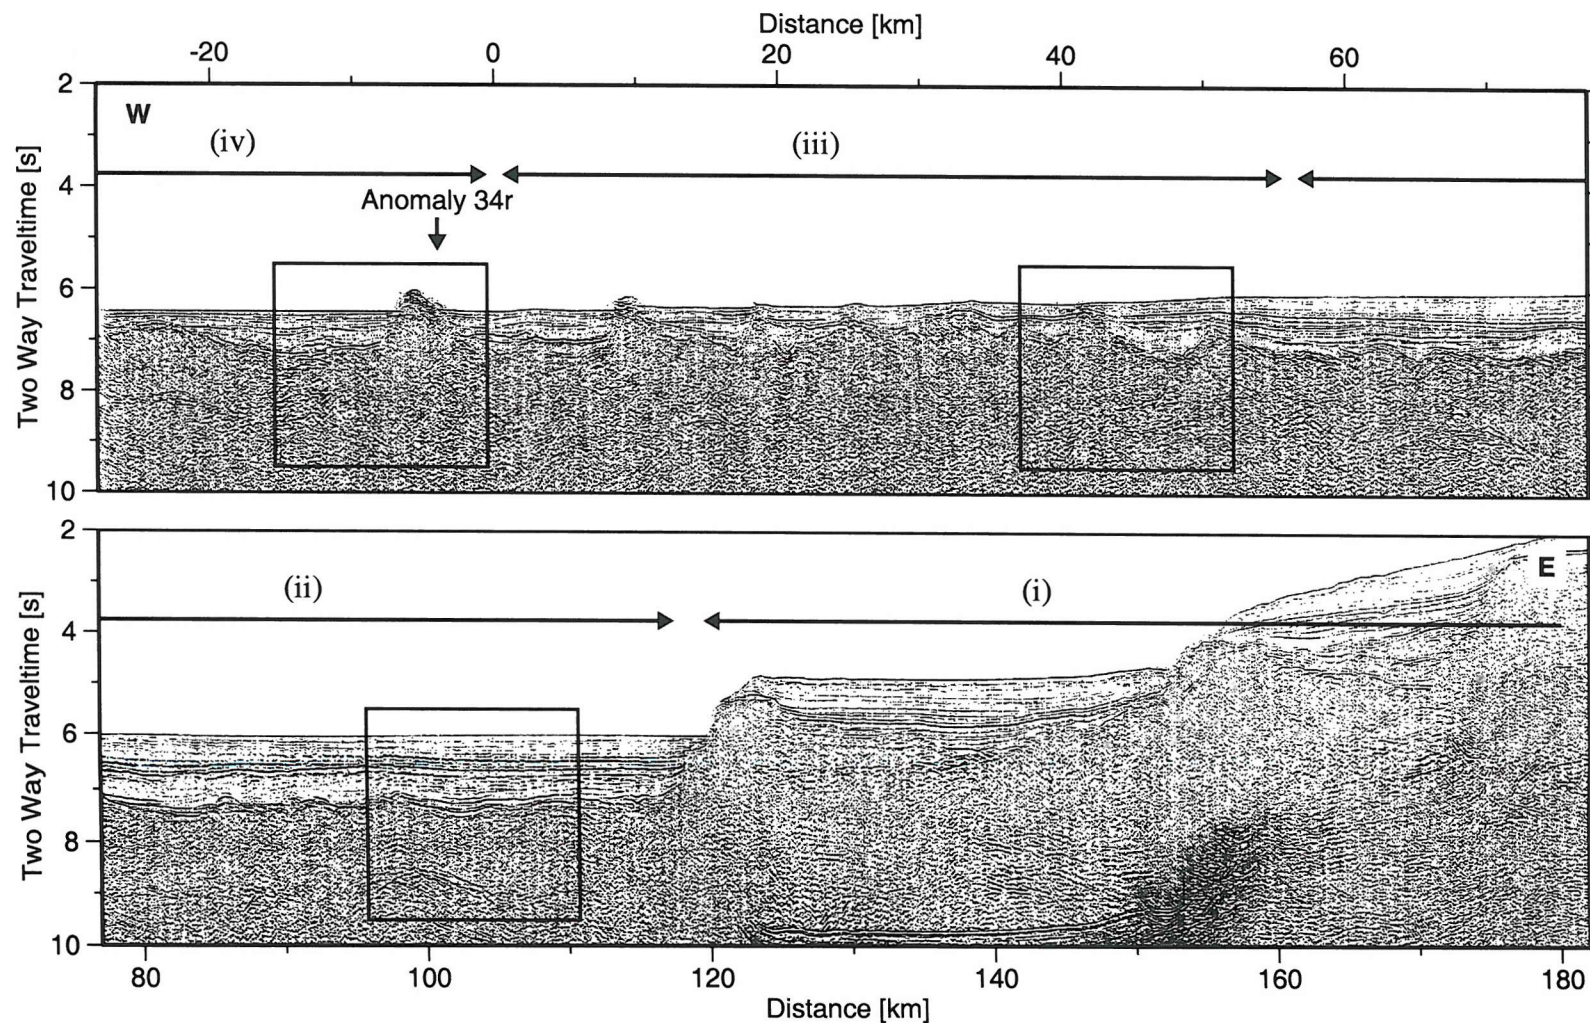 Distance [km]
-20 0 20 40 60
2
W
(iv) (iii)
4
Anomaly 34r
6
8
10
Two Way Traveltime [s]
2
E
(ii) (i)
4
6
8
10
Two Way Traveltime [s]
80 100 120 140 160 180
Distance [km]